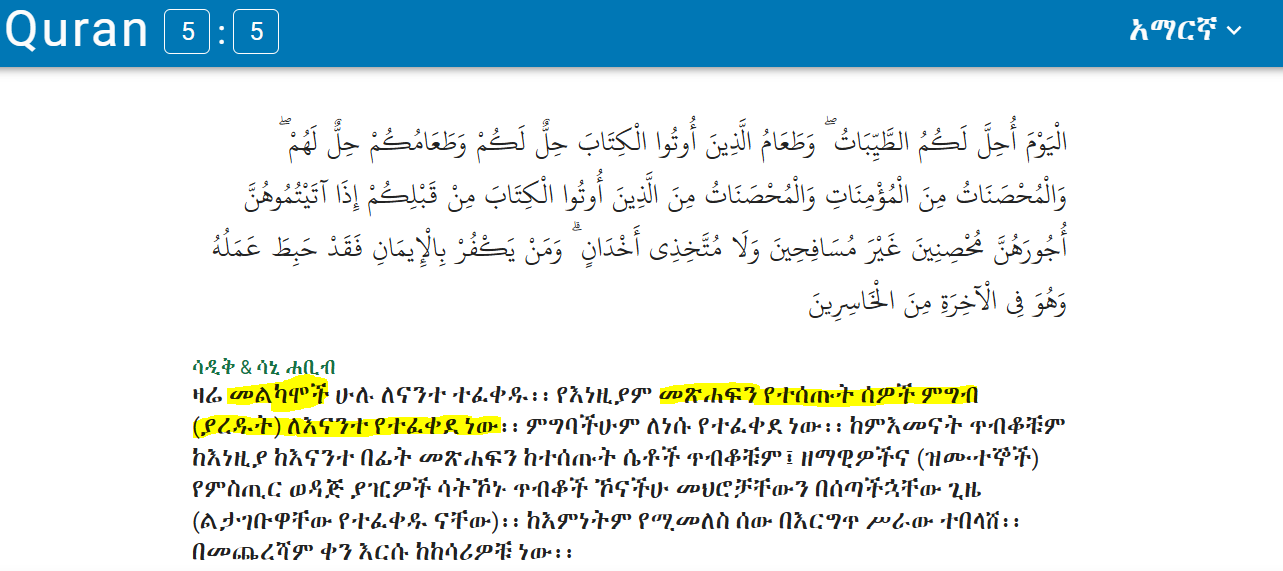 Quran 5 : 5 አማርኛ
الْيَوْمَ أُحِلَّ لَكُمُ الطَّيِّبَاتُ ۖ وَطَعَامُ الَّذِينَ أُوتُوا الْكِتَابَ حِلٌّ لَكُمْ وَطَعَامُكُمْ حِلٌّ لَهُمْ ۖ
وَالْمُحْصَنَاتُ مِنَ الْمُؤْمِنَاتِ وَالْمُحْصَنَاتُ مِنَ الَّذِينَ أُوتُوا الْكِتَابَ مِنْ قَبْلِكُمْ إِذَا آتَيْتُمُوهُنَّ
أُجُورَهُنَّ مُحْصِنِينَ غَيْرَ مُسَافِحِينَ وَلَا مُتَّخِذِى أَخْدَانٍ ۗ وَمَنْ يَكْفُرْ بِالْإِيمَانِ فَقَدْ حَبِطَ عَمَلُهُ
وَهُوَ فِى الْآخِرَةِ مِنَ الْخَاسِرِينَ
ሳዲቅ & ሳኒ ሐቢብ
ዛሬ መልካሞች ሁሉ ለናንተ ተፈቀዱ፡፡ የእነዚያም መጽሐፍን የተሰጡት ሰዎች ምግብ
(ያረዱት) ለእናንተ የተፈቀደ ነው፡፡ ምግባችሁም ለነሱ የተፈቀደ ነው፡፡ ከምእመናት ጥብቆቹም
ከእነዚያ ከእናንተ በፊት መጽሐፍን ከተሰጡት ሴቶች ጥብቆቹም፤ ዘማዊዎችና (ዝሙተኞች)
የምስጢር ወዳጅ ያዢዎች ሳትኾኑ ጥብቆች ኾናችሁ መህሮቻቸውን በሰጣችኋቸው ጊዜ
(ልታገቡዋቸው የተፈቀዱ ናቸው)፡፡ ከእምነትም የሚመለስ ሰው በእርግጥ ሥራው ተበላሸ፡፡
በመጨረሻም ቀን እርሱ ከከሳሪዎቹ ነው፡፡